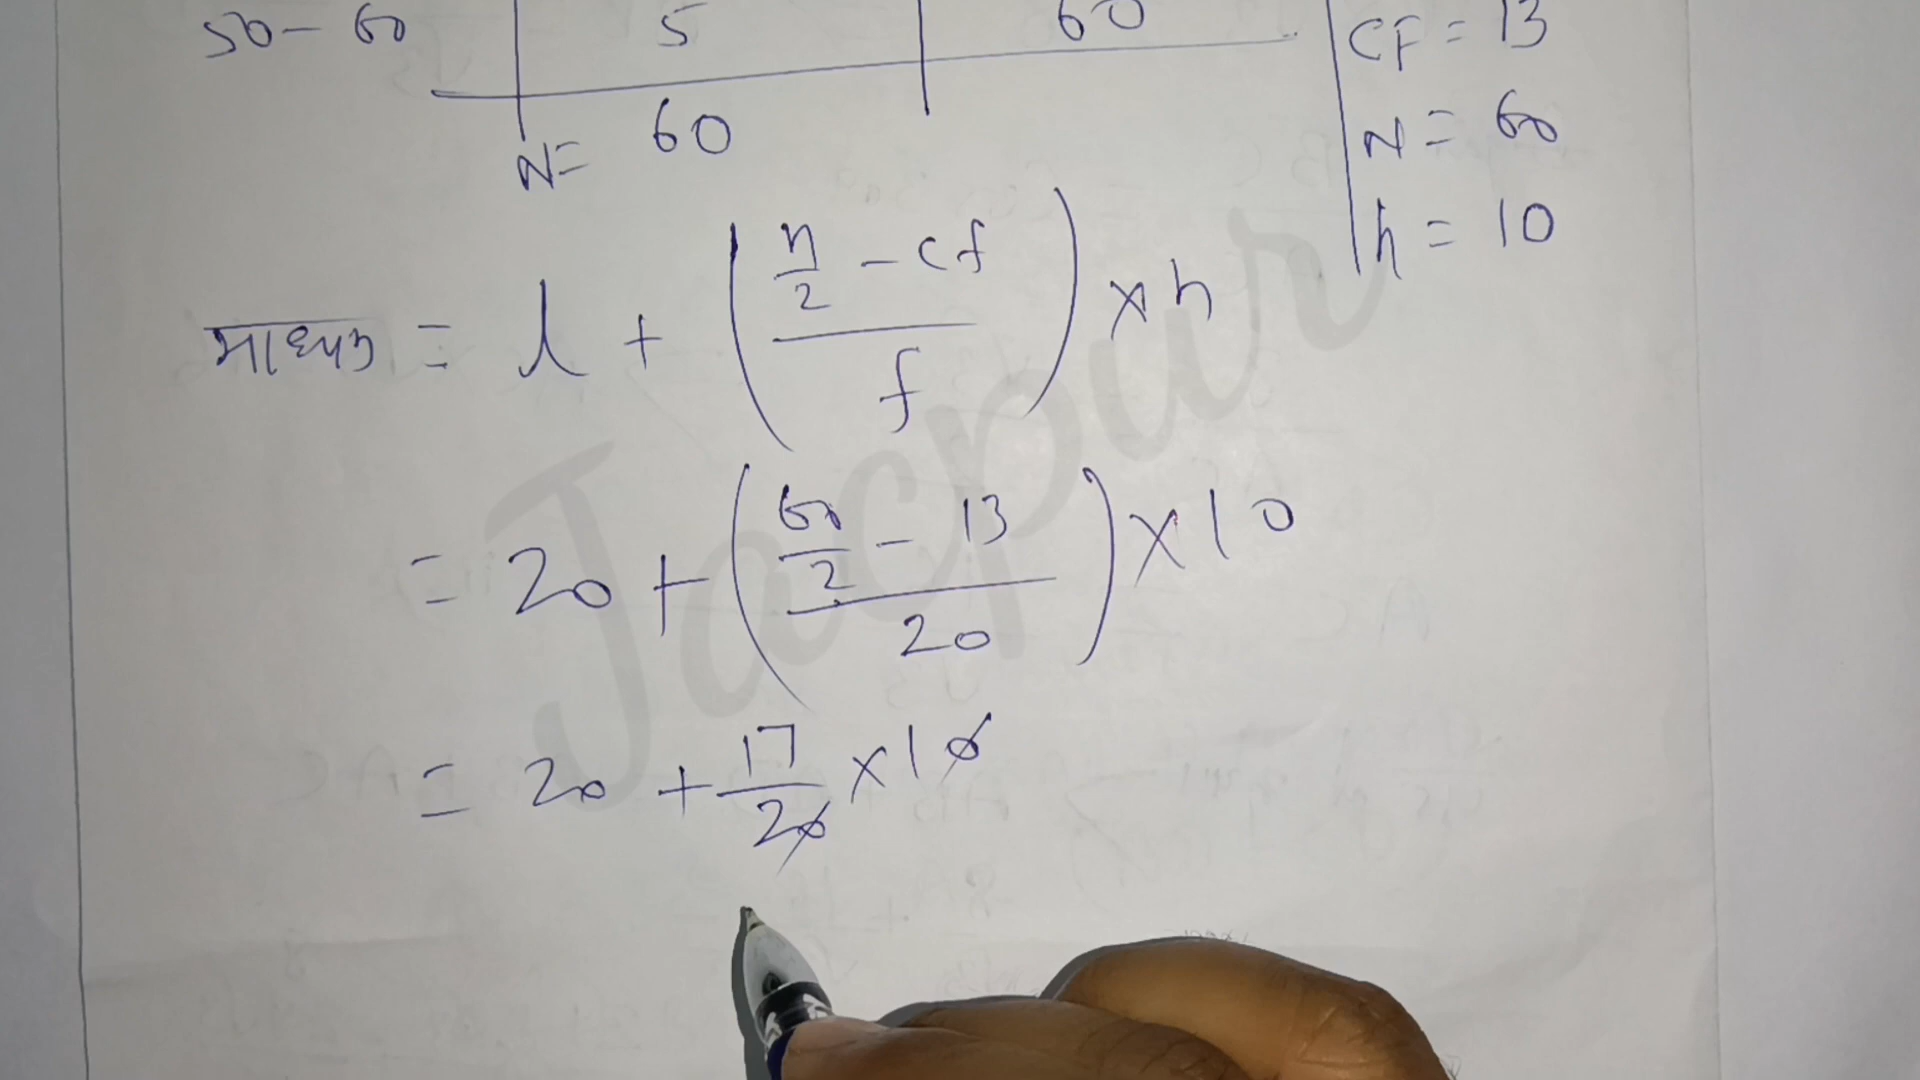 50 - 60 5 60
CF = 13
N = 60
N = 60
h = 10
माध्यक = l + ( (n/2 - cf) / f ) × h
= 20 + ( (60/2 - 13) / 20 ) × 10
= 20 + 17/20 × 10
Jacpur